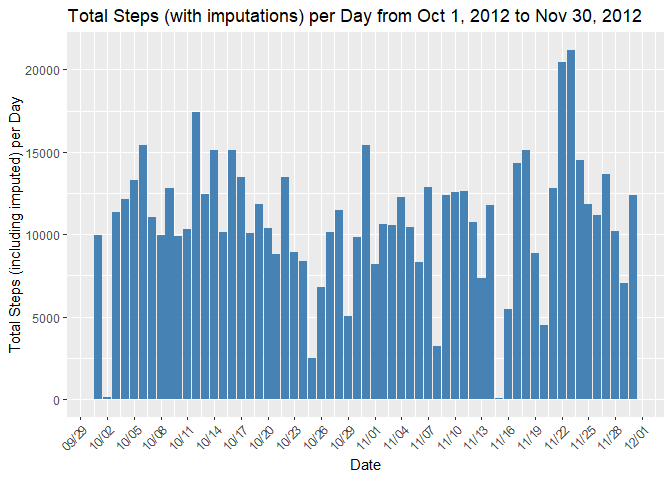 Total Steps (with imputations) per Day from Oct 1, 2012 to Nov 30, 2012
Total Steps (including imputed) per Day
20000
15000
10000
5000
0
09/29 10/02 10/05 10/08 10/11 10/14 10/17 10/20 10/23 10/26 10/29 11/01 11/04 11/07 11/10 11/13 11/16 11/19 11/22 11/25 11/28 12/01
Date